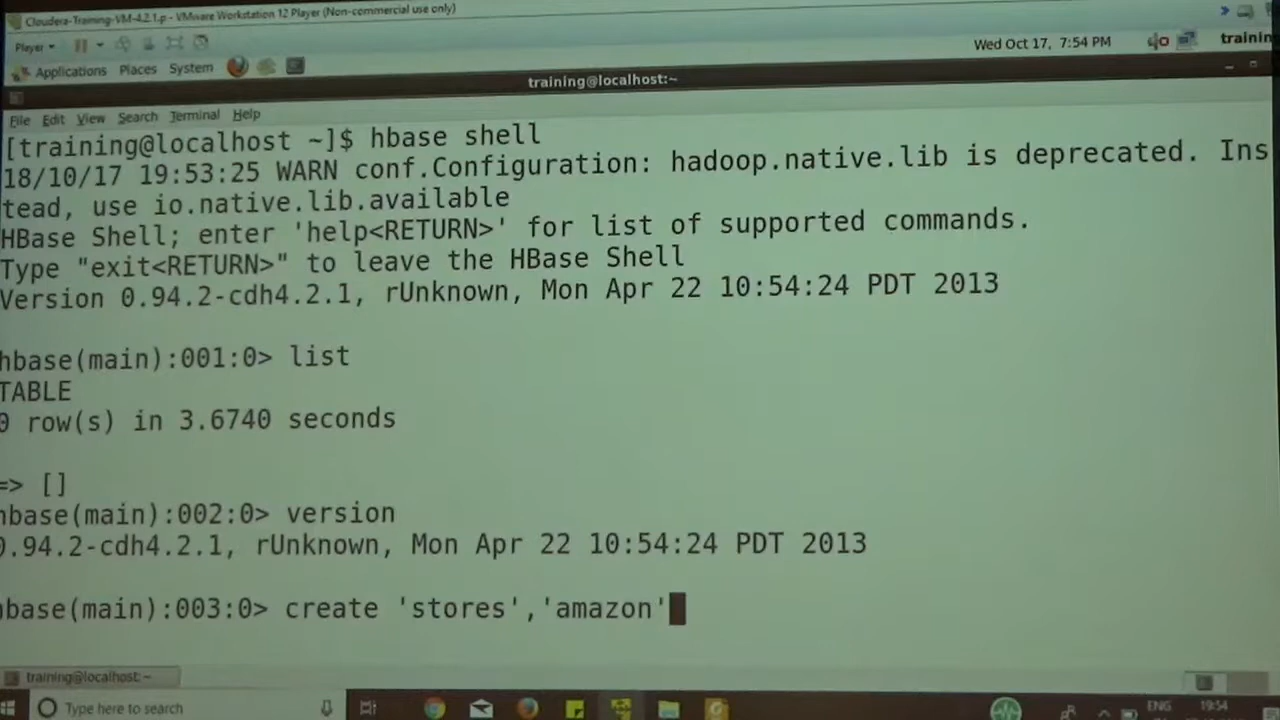 Cloudera-Training-VM-4.2.1.p - VMware Workstation 12 Player (Non-commercial use only)
Player
Wed Oct 17, 7:54 PM
trainin
Applications Places System
training@localhost:~
File Edit View Search Terminal Help
[training@localhost ~]$ hbase shell
18/10/17 19:53:25 WARN conf.Configuration: hadoop.native.lib is deprecated. Ins
tead, use io.native.lib.available
HBase Shell; enter 'help<RETURN>' for list of supported commands.
Type "exit<RETURN>" to leave the HBase Shell
Version 0.94.2-cdh4.2.1, rUnknown, Mon Apr 22 10:54:24 PDT 2013
hbase(main):001:0> list
TABLE
0 row(s) in 3.6740 seconds
=> []
hbase(main):002:0> version
0.94.2-cdh4.2.1, rUnknown, Mon Apr 22 10:54:24 PDT 2013
hbase(main):003:0> create 'stores','amazon'
training@localhost:~
Type here to search
ENG
19:54